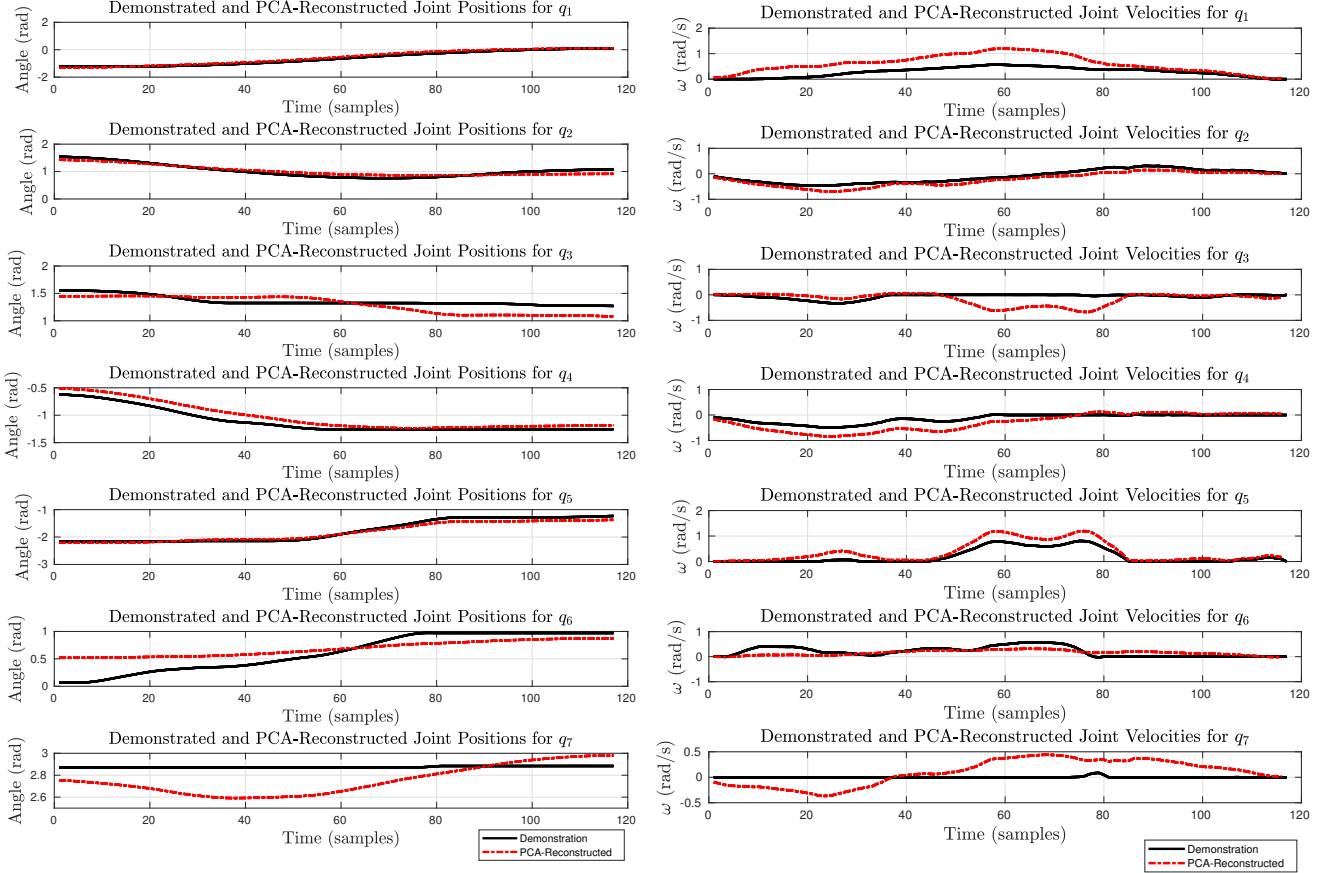 Demonstrated and PCA-Reconstructed Joint Positions for q1
Angle (rad)
2
0
-2
0 20 40 60 80 100 120
Time (samples)
Demonstrated and PCA-Reconstructed Joint Positions for q2
Angle (rad)
2
1
0
0 20 40 60 80 100 120
Time (samples)
Demonstrated and PCA-Reconstructed Joint Positions for q3
Angle (rad)
2
1.5
1
0 20 40 60 80 100 120
Time (samples)
Demonstrated and PCA-Reconstructed Joint Positions for q4
Angle (rad)
-0.5
-1
-1.5
0 20 40 60 80 100 120
Time (samples)
Demonstrated and PCA-Reconstructed Joint Positions for q5
Angle (rad)
-1
-2
-3
0 20 40 60 80 100 120
Time (samples)
Demonstrated and PCA-Reconstructed Joint Positions for q6
Angle (rad)
1
0.5
0
0 20 40 60 80 100 120
Time (samples)
Demonstrated and PCA-Reconstructed Joint Positions for q7
Angle (rad)
3
2.8
2.6
0 20 40 60 80 100 120
Time (samples)
Demonstration
PCA-Reconstructed
Demonstrated and PCA-Reconstructed Joint Velocities for q1
ω (rad/s)
2
1
0
0 20 40 60 80 100 120
Time (samples)
Demonstrated and PCA-Reconstructed Joint Velocities for q2
ω (rad/s)
1
0
-1
0 20 40 60 80 100 120
Time (samples)
Demonstrated and PCA-Reconstructed Joint Velocities for q3
ω (rad/s)
1
0
-1
0 20 40 60 80 100 120
Time (samples)
Demonstrated and PCA-Reconstructed Joint Velocities for q4
ω (rad/s)
1
0
-1
0 20 40 60 80 100 120
Time (samples)
Demonstrated and PCA-Reconstructed Joint Velocities for q5
ω (rad/s)
2
1
0
0 20 40 60 80 100 120
Time (samples)
Demonstrated and PCA-Reconstructed Joint Velocities for q6
ω (rad/s)
1
0
-1
0 20 40 60 80 100 120
Time (samples)
Demonstrated and PCA-Reconstructed Joint Velocities for q7
ω (rad/s)
0.5
0
-0.5
0 20 40 60 80 100 120
Time (samples)
Demonstration
PCA-Reconstructed